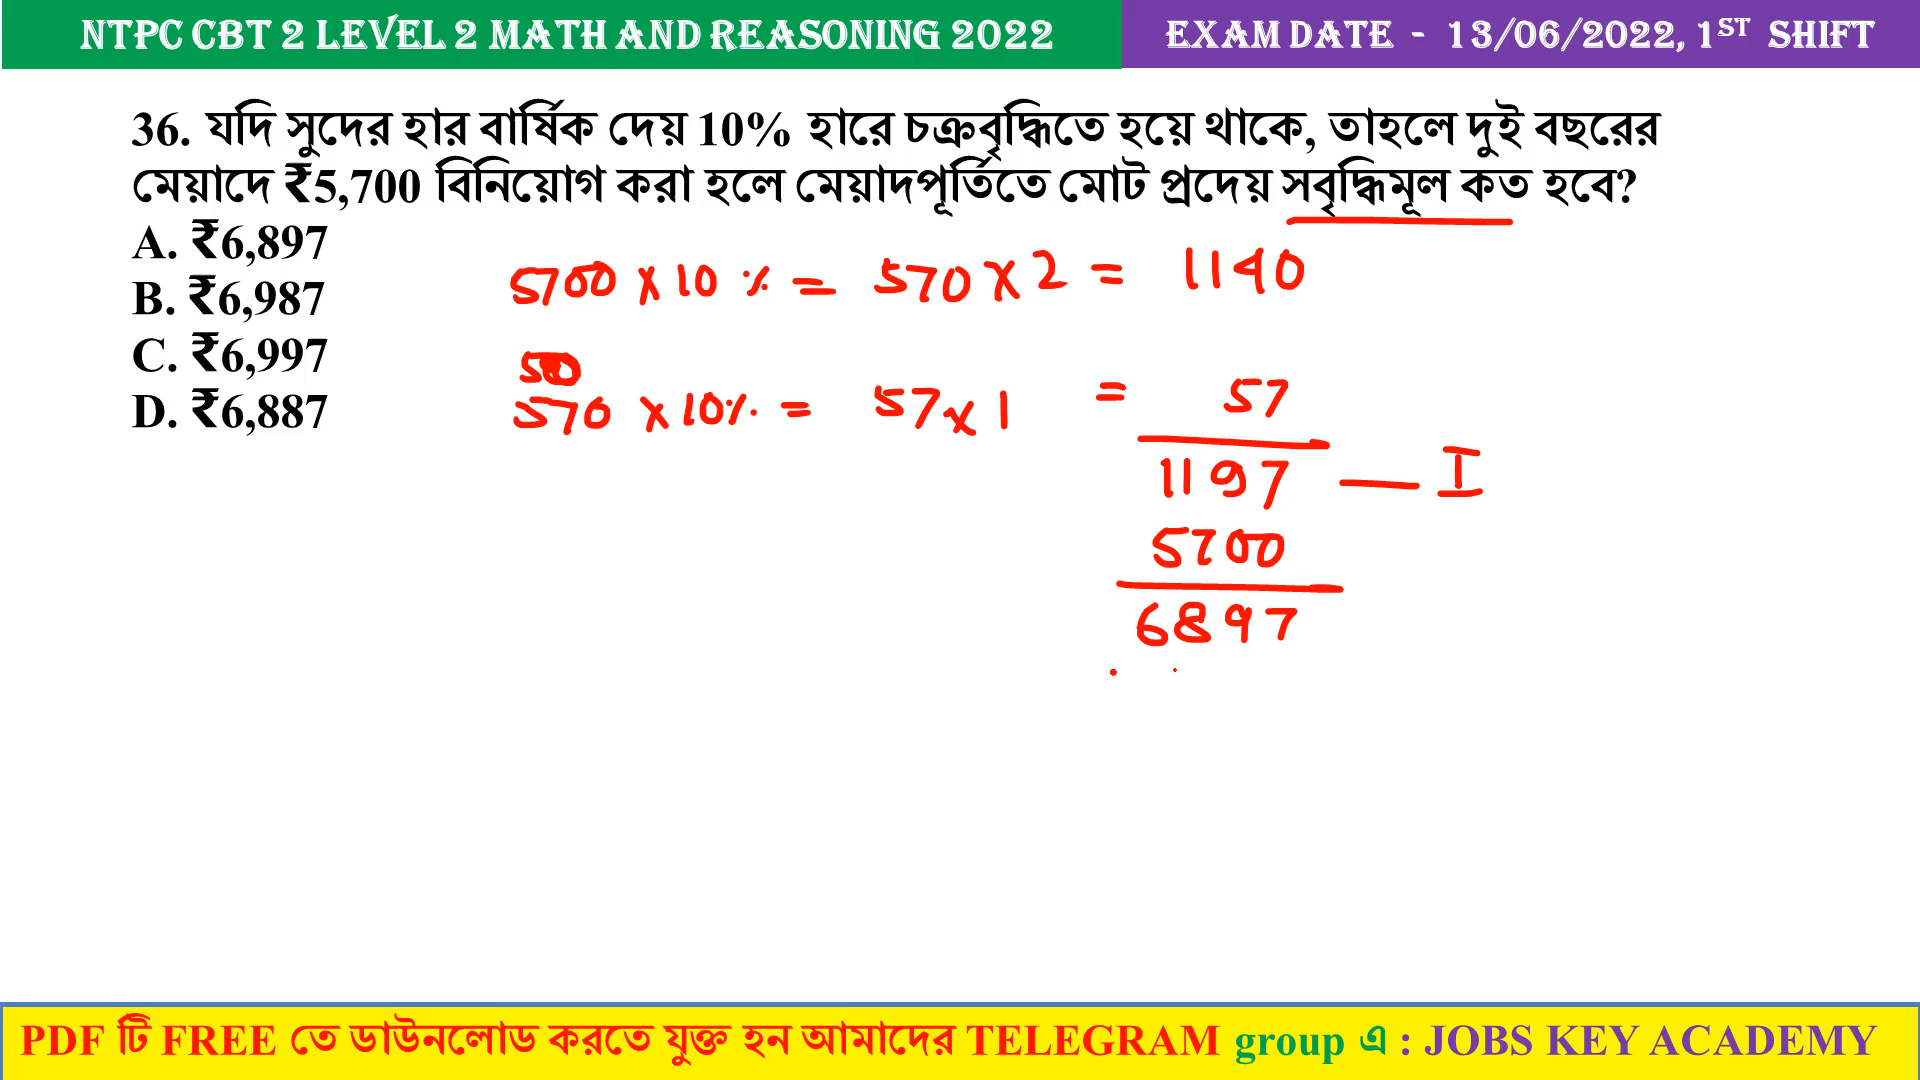 NTPC CBT 2 LEVEL 2 MATH AND REASONING 2022
EXAM DATE - 13/06/2022, 1ST SHIFT
36. যদি সুদের হার বার্ষিক দেয় 10% হারে চক্রবৃদ্ধিতে হয়ে থাকে, তাহলে দুই বছরের
মেয়াদে ₹5,700 বিনিয়োগ করা হলে মেয়াদপূর্তিতে মোট প্রদেয় সবৃদ্ধিমূল কত হবে?
A. ₹6,897
B. ₹6,987
C. ₹6,997
D. ₹6,887
5700 × 10 % = 570 × 2 = 1140
570 × 10% = 57 × 1 = 57
1197 — I
5700
6897
PDF টি FREE তে ডাউনলোড করতে যুক্ত হন আমাদের TELEGRAM group এ : JOBS KEY ACADEMY